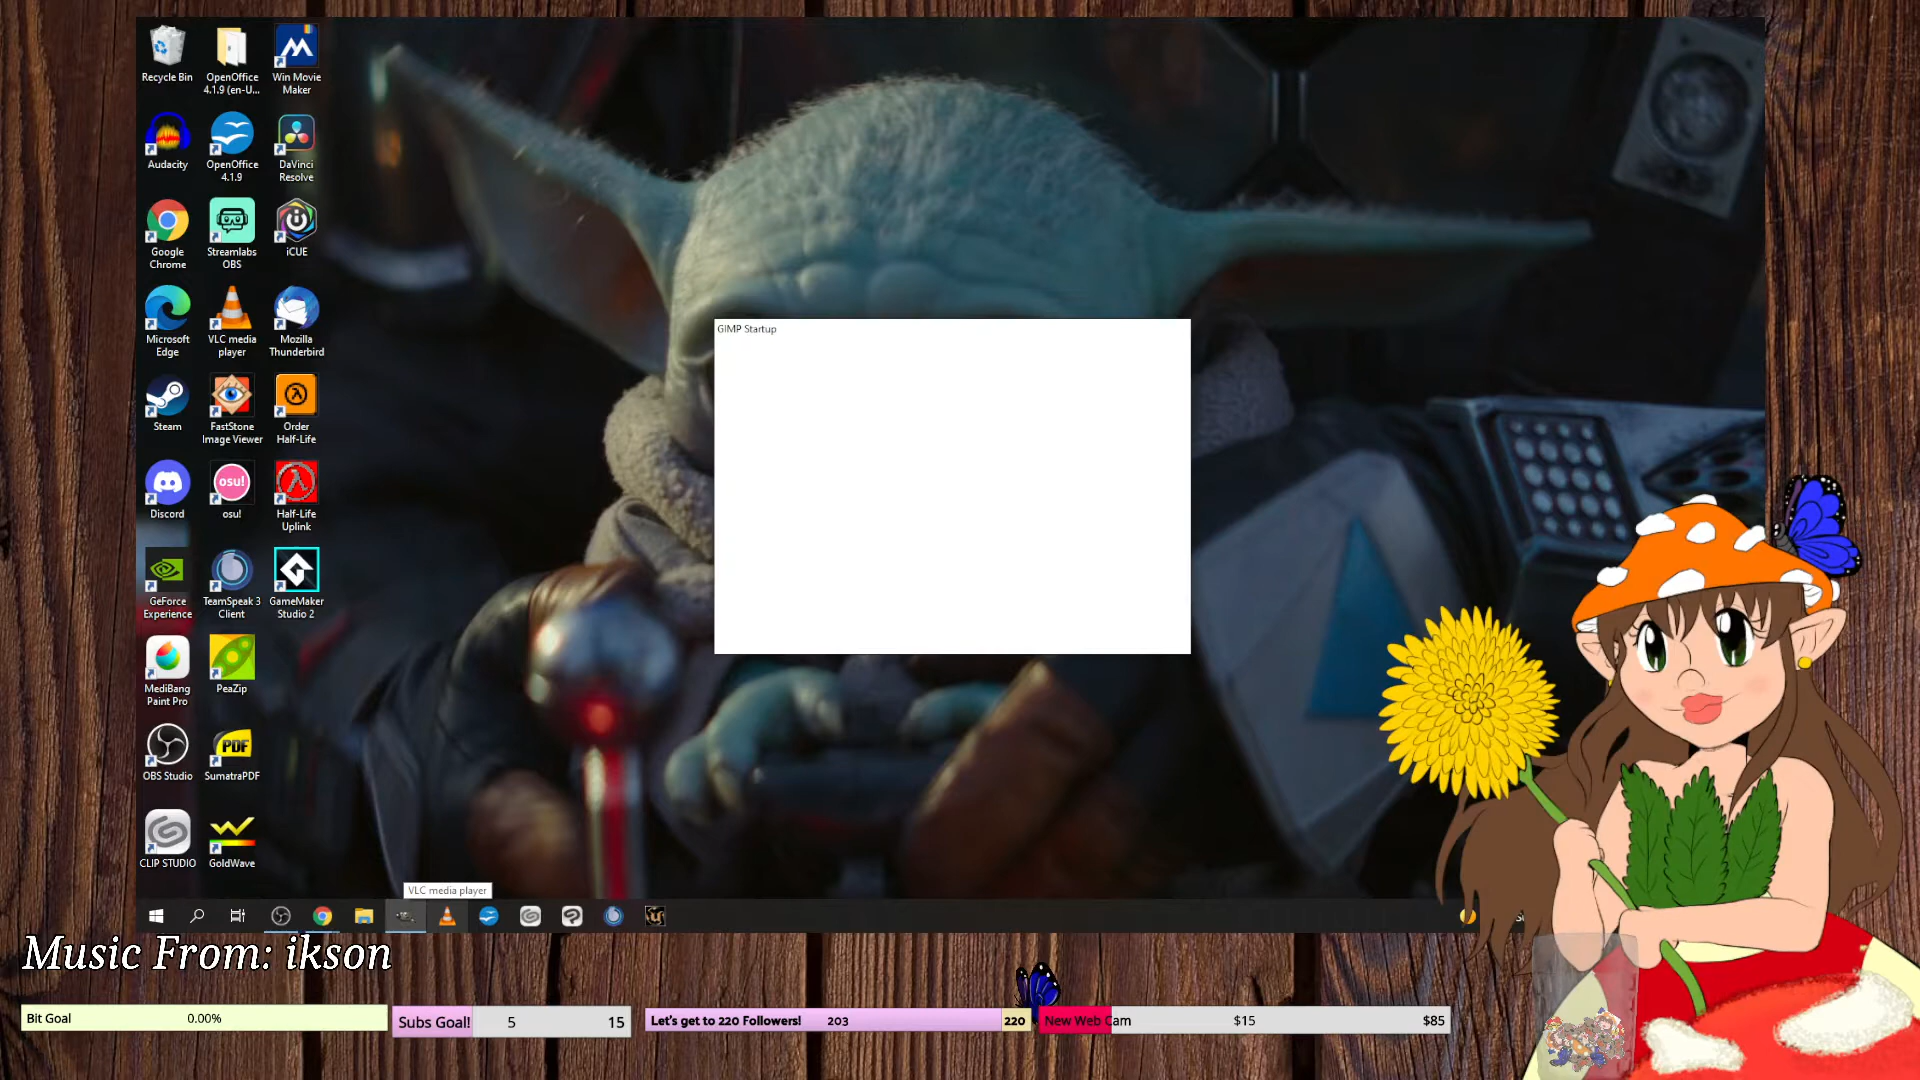 Recycle Bin
OpenOffice
4.1.9 (en-U...
Win Movie
Maker
Audacity
OpenOffice
4.1.9
DaVinci
Resolve
Google
Chrome
Streamlabs
OBS
iCUE
Microsoft
Edge
VLC media
player
Mozilla
Thunderbird
Steam
FastStone
Image Viewer
Order
Half-Life
Discord
osu!
osu!
Half-Life
Uplink
GeForce
Experience
TeamSpeak 3
Client
GameMaker
Studio 2
MediBang
Paint Pro
PeaZip
OBS Studio
PDF
SumatraPDF
CLIP STUDIO
GoldWave
GIMP Startup
VLC media player
Music From: ikson
Bit Goal 0.00%
Subs Goal! 5 15
Let's get to 220 Followers! 203 220
New Web Cam $15 $85